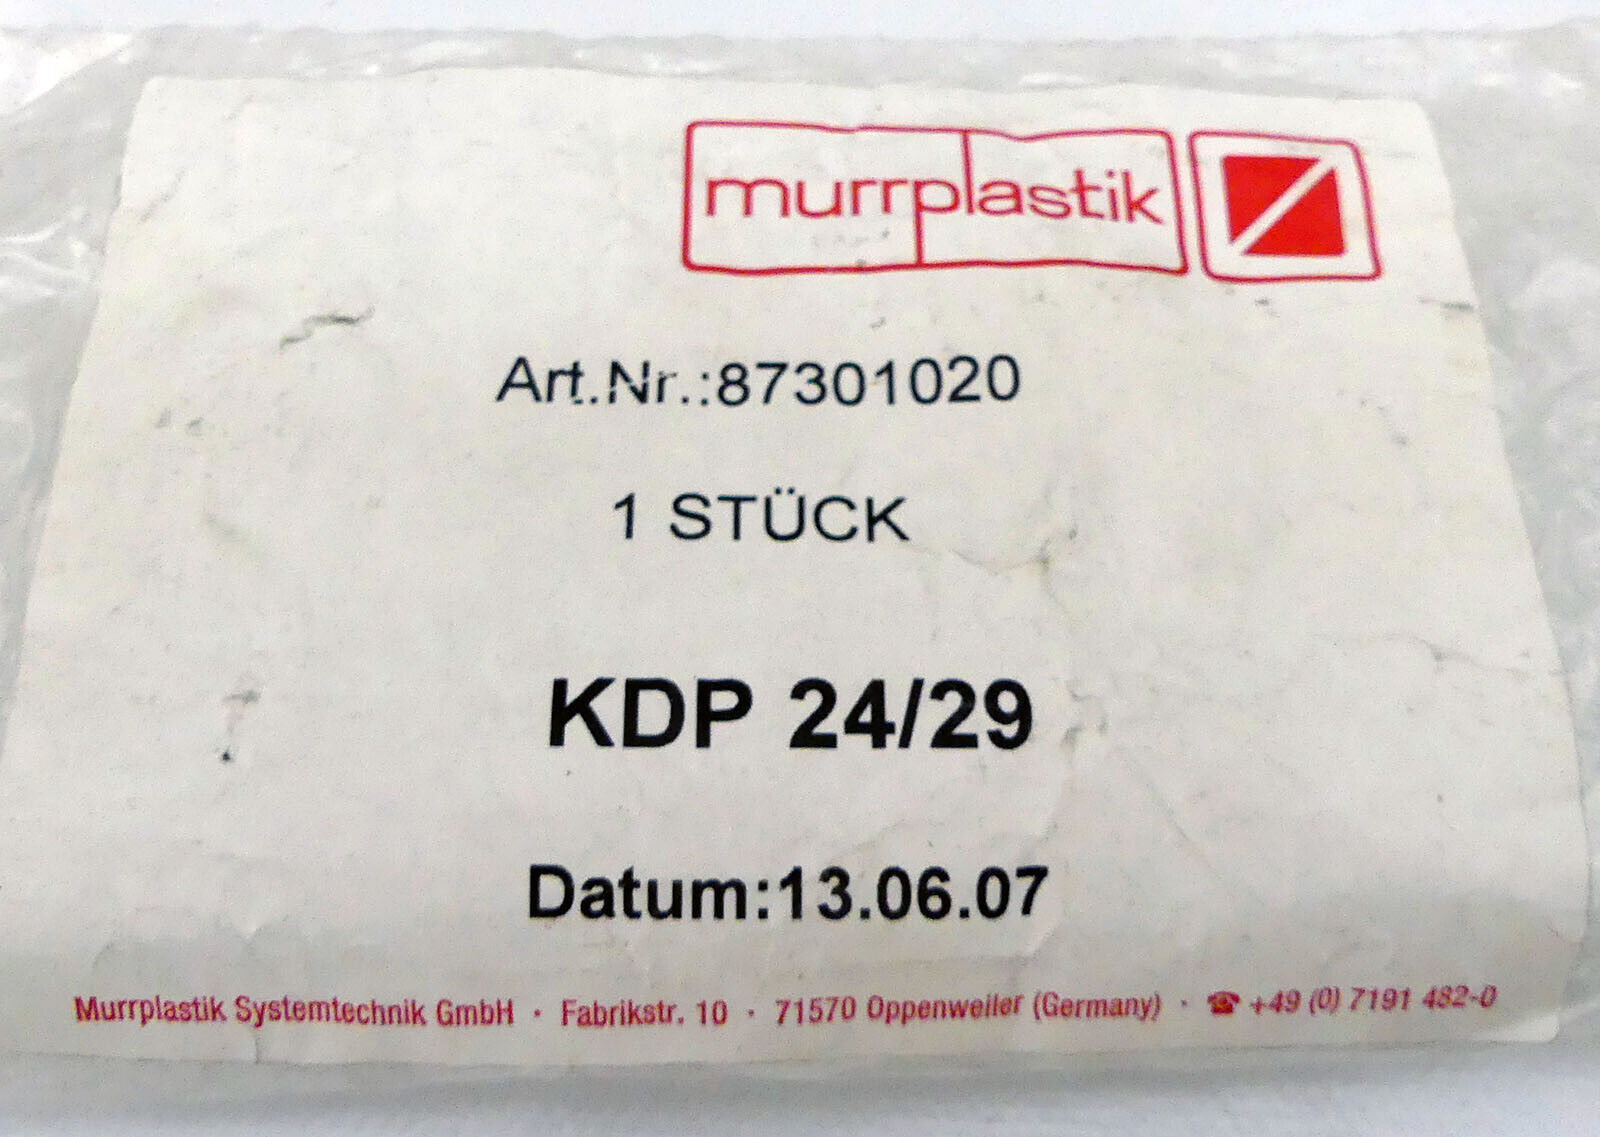 murrplastik
Art.Nr.:87301020
1 STÜCK
KDP 24/29
Datum:13.06.07
Murrplastik Systemtechnik GmbH · Fabrikstr. 10 · 71570 Oppenweiler (Germany) · ☎ +49 (0) 7191 482-0